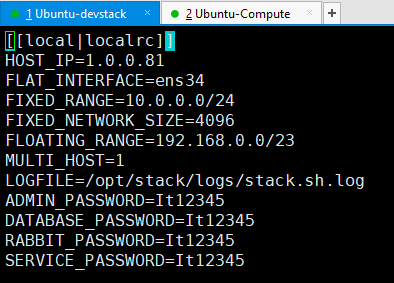 1 Ubuntu-devstack × 2 Ubuntu-Compute × +
[[local|localrc]]
HOST_IP=1.0.0.81
FLAT_INTERFACE=ens34
FIXED_RANGE=10.0.0.0/24
FIXED_NETWORK_SIZE=4096
FLOATING_RANGE=192.168.0.0/23
MULTI_HOST=1
LOGFILE=/opt/stack/logs/stack.sh.log
ADMIN_PASSWORD=It12345
DATABASE_PASSWORD=It12345
RABBIT_PASSWORD=It12345
SERVICE_PASSWORD=It12345